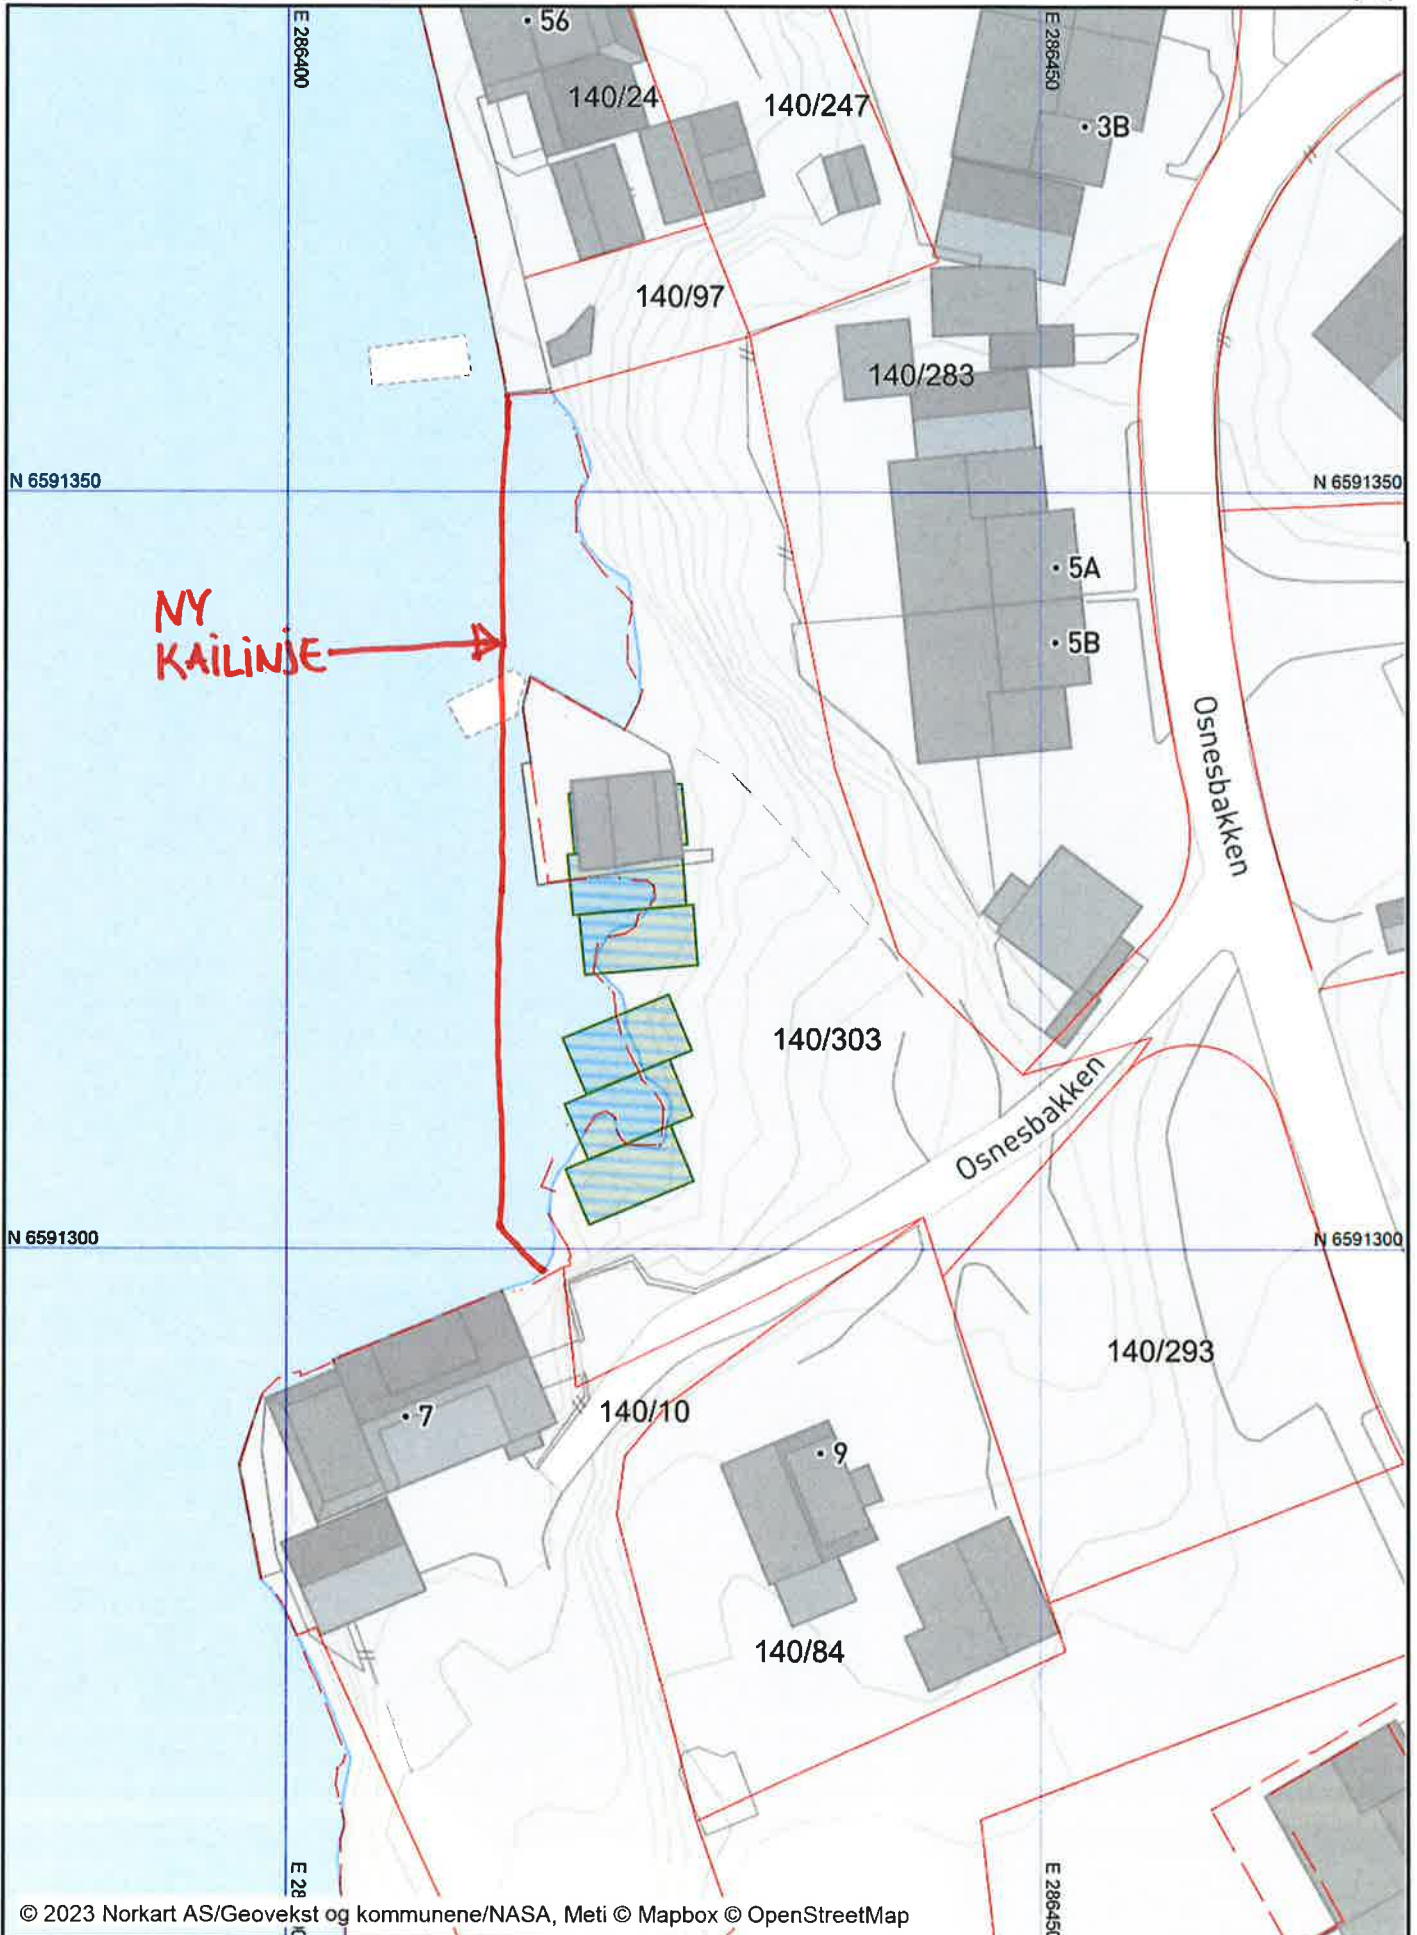 E 286400
E 286450
56
140/24
140/247
3B
140/97
140/283
N 6591350
N 6591350
5A
NY
KAILINJE
5B
Osnesbakken
140/303
Osnesbakken
N 6591300
N 6591300
140/293
140/10
7
9
140/84
E 28
E 286450
© 2023 Norkart AS/Geovekst og kommunene/NASA, Meti © Mapbox © OpenStreetMap